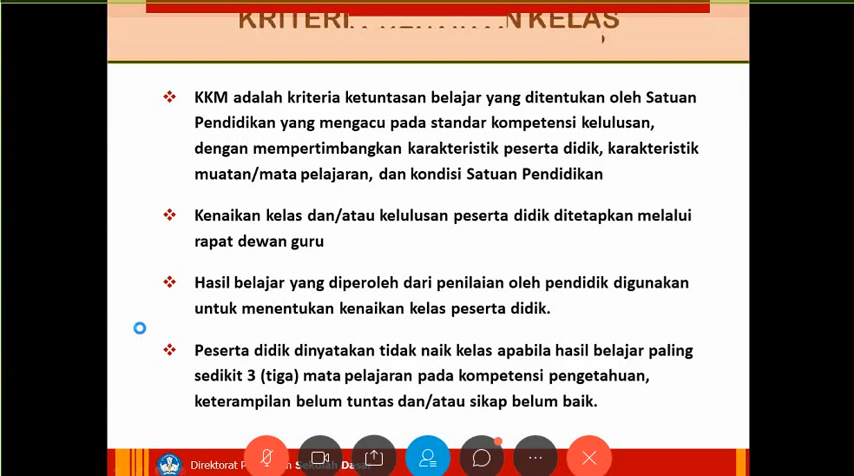 KELAS
KKM adalah kriteria ketuntasan belajar yang ditentukan oleh Satuan
Pendidikan yang mengacu pada standar kompetensi kelulusan,
dengan mempertimbangkan karakteristik peserta didik, karakteristik
muatan/mata pelajaran, dan kondisi Satuan Pendidikan
Kenaikan kelas dan/atau kelulusan peserta didik ditetapkan melalui
rapat dewan guru
Hasil belajar yang diperoleh dari penilaian oleh pendidik digunakan
untuk menentukan kenaikan kelas peserta didik.
Peserta didik dinyatakan tidak naik kelas apabila hasil belajar paling
sedikit 3 (tiga) mata pelajaran pada kompetensi pengetahuan,
keterampilan belum tuntas dan/atau sikap belum baik.
Direktorat Sekolah Dasar